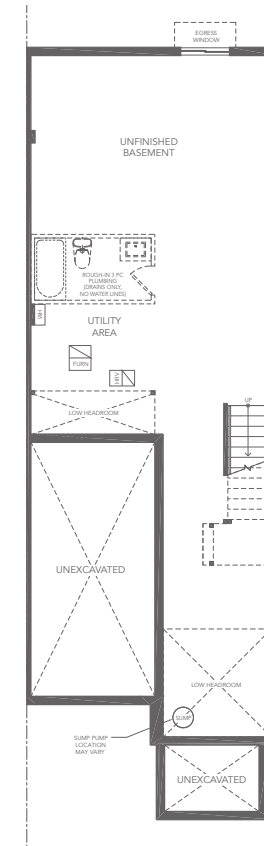 EGRESS
WINDOW
UNFINISHED
BASEMENT
ROUGH-IN 3 PC
PLUMBING
(DRAINS ONLY,
NO WATER LINES)
WH
UTILITY
AREA
FURN
HRV
LOW HEADROOM
UP
UNEXCAVATED
LOW HEADROOM
SUMP
SUMP PUMP
LOCATION
MAY VARY
UNEXCAVATED